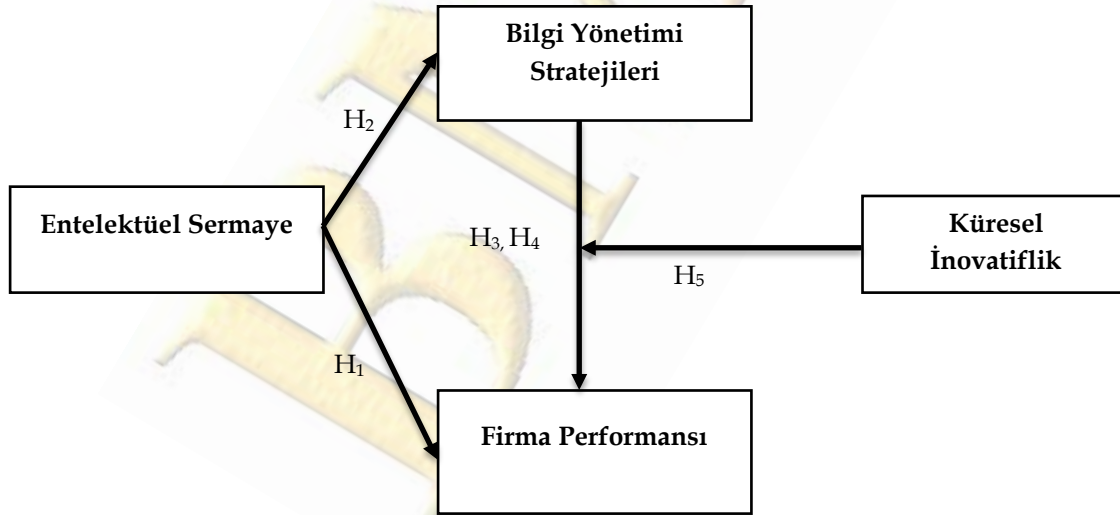 Bilgi Yönetimi
Stratejileri
H₂
Entelektüel Sermaye
H₃, H₄
Küresel
İnovatiflik
H₅
H₁
Firma Performansı